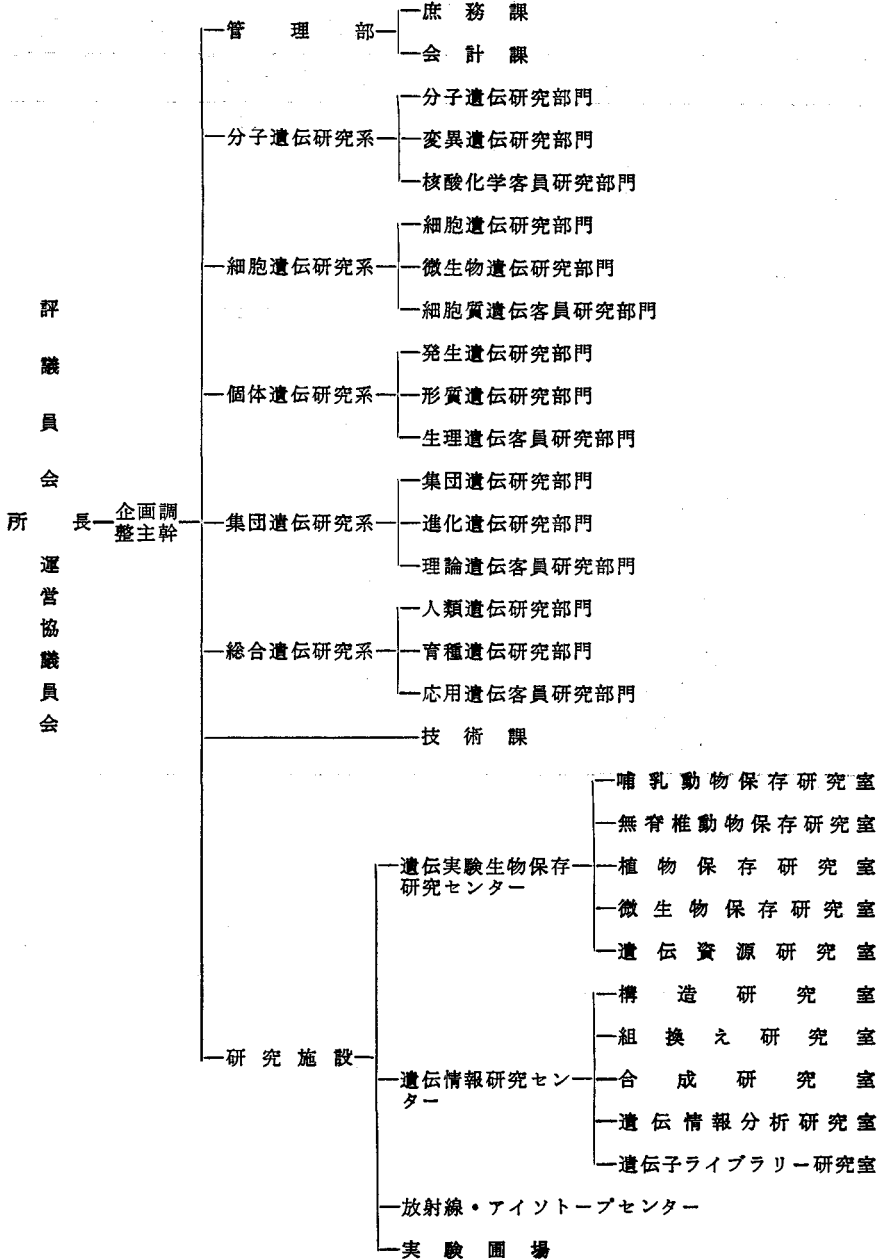 評議員会
所長
運営協議員会
企画調
整主幹
管理部
庶務課
会計課
分子遺伝研究系
分子遺伝研究部門
変異遺伝研究部門
核酸化学客員研究部門
細胞遺伝研究系
細胞遺伝研究部門
微生物遺伝研究部門
細胞質遺伝客員研究部門
個体遺伝研究系
発生遺伝研究部門
形質遺伝研究部門
生理遺伝客員研究部門
集団遺伝研究系
集団遺伝研究部門
進化遺伝研究部門
理論遺伝客員研究部門
総合遺伝研究系
人類遺伝研究部門
育種遺伝研究部門
応用遺伝客員研究部門
技術課
研究施設
遺伝実験生物保存
研究センター
哺乳動物保存研究室
無脊椎動物保存研究室
植物保存研究室
微生物保存研究室
遺伝資源研究室
遺伝情報研究セン
ター
構造研究室
組換え研究室
合成研究室
遺伝情報分析研究室
遺伝子ライブラリー研究室
放射線・アイソトープセンター
実験圃場